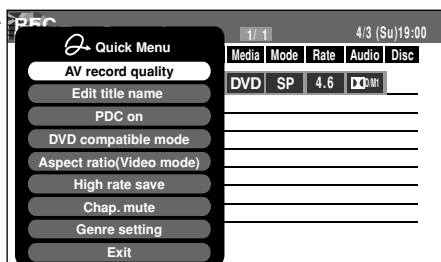 REC
1/ 1 4/3 (Su)19:00
Quick Menu
Media Mode Rate Audio Disc
DVD SP 4.6 D/M1
AV record quality
Edit title name
PDC on
DVD compatible mode
Aspect ratio(Video mode)
High rate save
Chap. mute
Genre setting
Exit